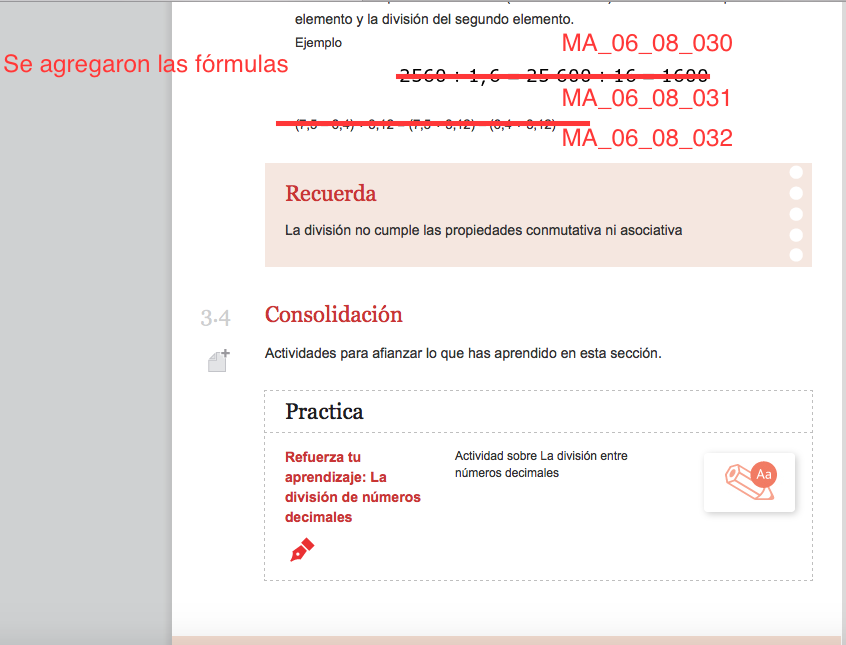 elemento y la división del segundo elemento.
Ejemplo
MA_06_08_030
Se agregaron las fórmulas
2560 ÷ 1,6 = 25 600 ÷ 16 = 1600
MA_06_08_031
MA_06_08_032
Recuerda
La división no cumple las propiedades conmutativa ni asociativa
3.4
Consolidación
Actividades para afianzar lo que has aprendido en esta sección.
Practica
Refuerza tu
aprendizaje: La
división de números
decimales
Actividad sobre La división entre
números decimales
Aa